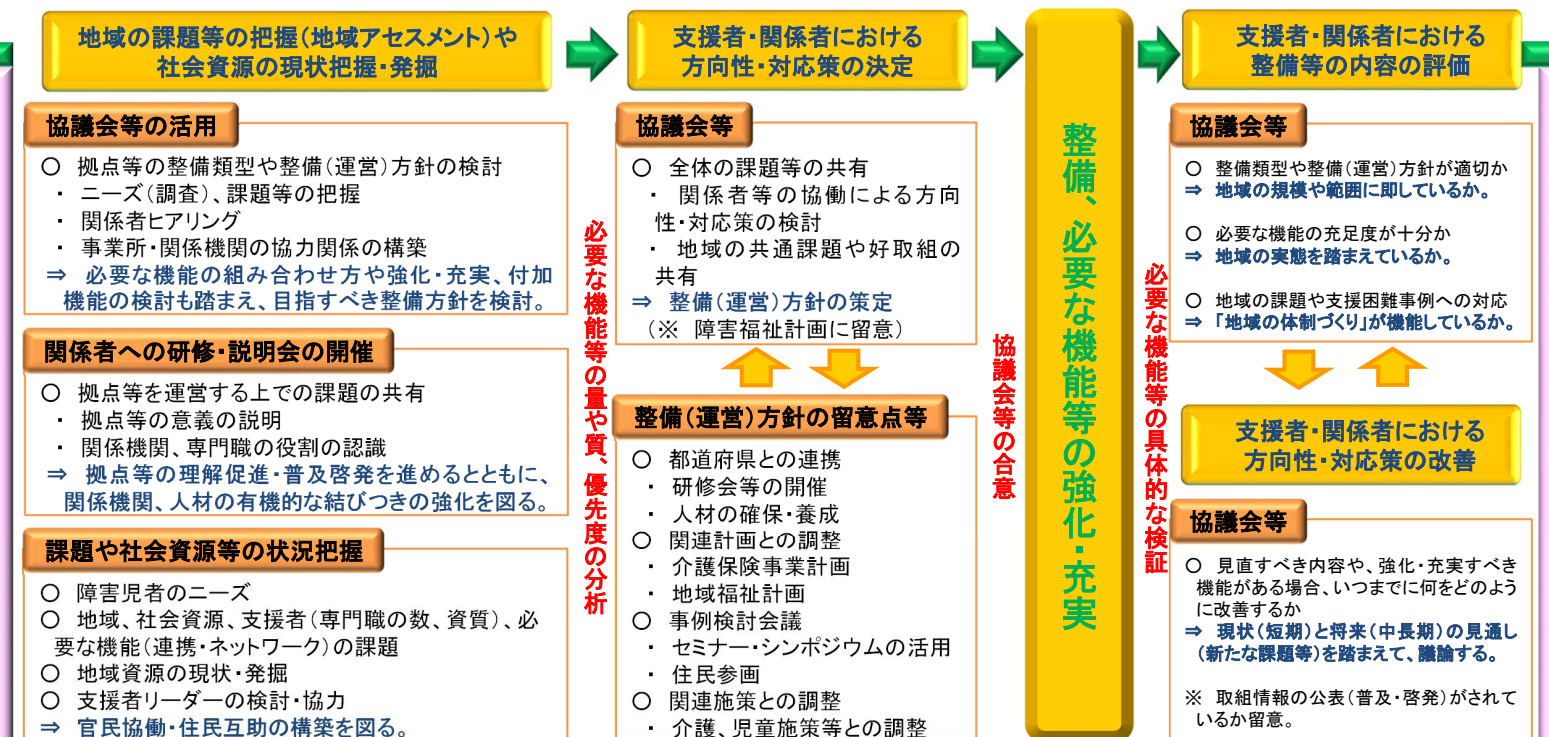 地域の課題等の把握(地域アセスメント)や
社会資源の現状把握・発掘
協議会等の活用
○ 拠点等の整備類型や整備(運営)方針の検討
・ ニーズ(調査)、課題等の把握
・ 関係者ヒアリング
・ 事業所・関係機関の協力関係の構築
⇒ 必要な機能の組み合わせ方や強化・充実、付加
機能の検討も踏まえ、目指すべき整備方針を検討。
関係者への研修・説明会の開催
○ 拠点等を運営する上での課題の共有
・ 拠点等の意義の説明
・ 関係機関、専門職の役割の認識
⇒ 拠点等の理解促進・普及啓発を進めるとともに、
関係機関、人材の有機的な結びつきの強化を図る。
課題や社会資源等の状況把握
○ 障害児者のニーズ
○ 地域、社会資源、支援者(専門職の数、資質)、必
要な機能(連携・ネットワーク)の課題
○ 地域資源の現状・発掘
○ 支援者リーダーの検討・協力
⇒ 官民協働・住民互助の構築を図る。
必要な機能等の量や質、優先度の分析
支援者・関係者における
方向性・対応策の決定
協議会等
○ 全体の課題等の共有
・ 関係者等の協働による方向
性・対応策の検討
・ 地域の共通課題や好取組の
共有
⇒ 整備(運営)方針の策定
(※ 障害福祉計画に留意)
整備(運営)方針の留意点等
○ 都道府県との連携
・ 研修会等の開催
・ 人材の確保・養成
○ 関連計画との調整
・ 介護保険事業計画
・ 地域福祉計画
○ 事例検討会議
・ セミナー・シンポジウムの活用
・ 住民参画
○ 関連施策との調整
・ 介護、児童施策等との調整
協議会等の合意
整備、必要な機能等の強化・充実
必要な機能等の具体的な検証
支援者・関係者における
整備等の内容の評価
協議会等
○ 整備類型や整備(運営)方針が適切か
⇒ 地域の規模や範囲に即しているか。
○ 必要な機能の充足度が十分か
⇒ 地域の実態を踏まえているか。
○ 地域の課題や支援困難事例への対応
⇒ 「地域の体制づくり」が機能しているか。
支援者・関係者における
方向性・対応策の改善
協議会等
○ 見直すべき内容や、強化・充実すべき
機能がある場合、いつまでに何をどのよう
に改善するか
⇒ 現状(短期)と将来(中長期)の見通し
(新たな課題等)を踏まえて、議論する。
※ 取組情報の公表(普及・啓発)がされて
いるか留意。